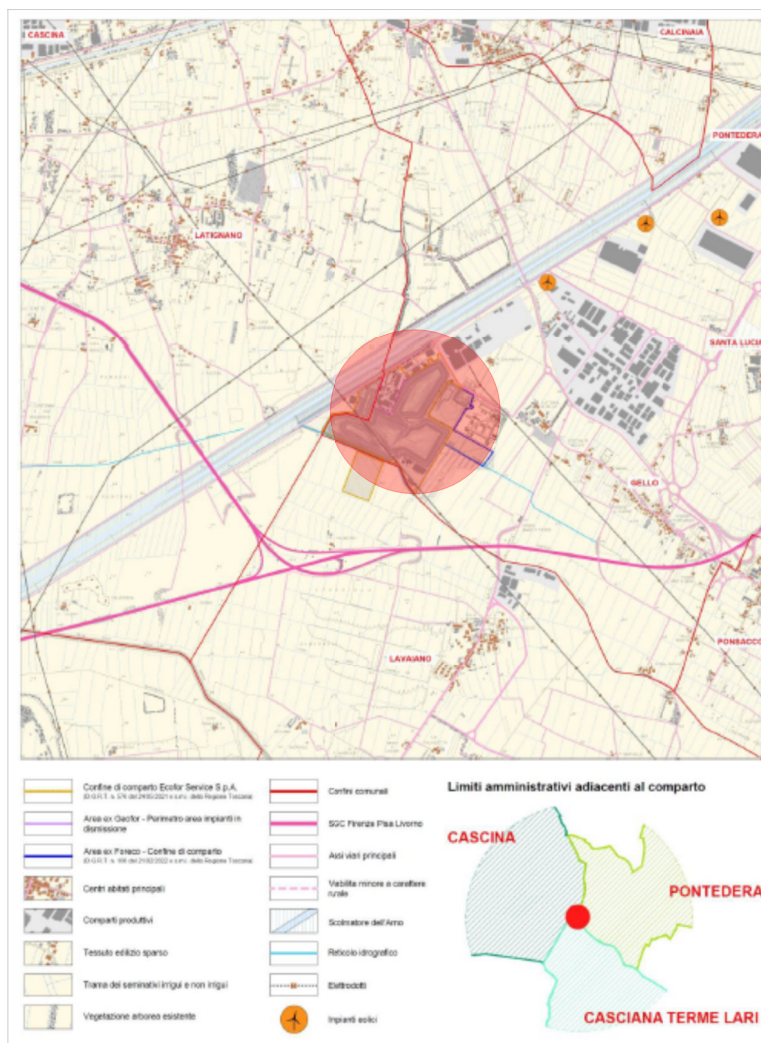 CASCINA
CALCINAIA
PONTEDERA
LATIGNANO
SANTA LUCIA
GELLO
LAVAIANO
PONSACCO
Confine di comparto Ecofor Service S.p.A.
Area ex Geofor - Perimetro area impianti in
dismissione
Area ex Foreco - Confine di comparto
Centri abitati principali
Comparti produttivi
Tessuto edilizio sparso
Trama dei seminativi irrigui e non irrigui
Vegetazione arborea esistente
Confini comunali
SGC Firenze Pisa Livorno
Assi viari principali
Viabilità minore a carattere
rurale
Scolmatore dell'Arno
Reticolo idrografico
Elettrodotti
Impianti eolici
Limiti amministrativi adiacenti al comparto
CASCINA
PONTEDERA
CASCIANA TERME LARI